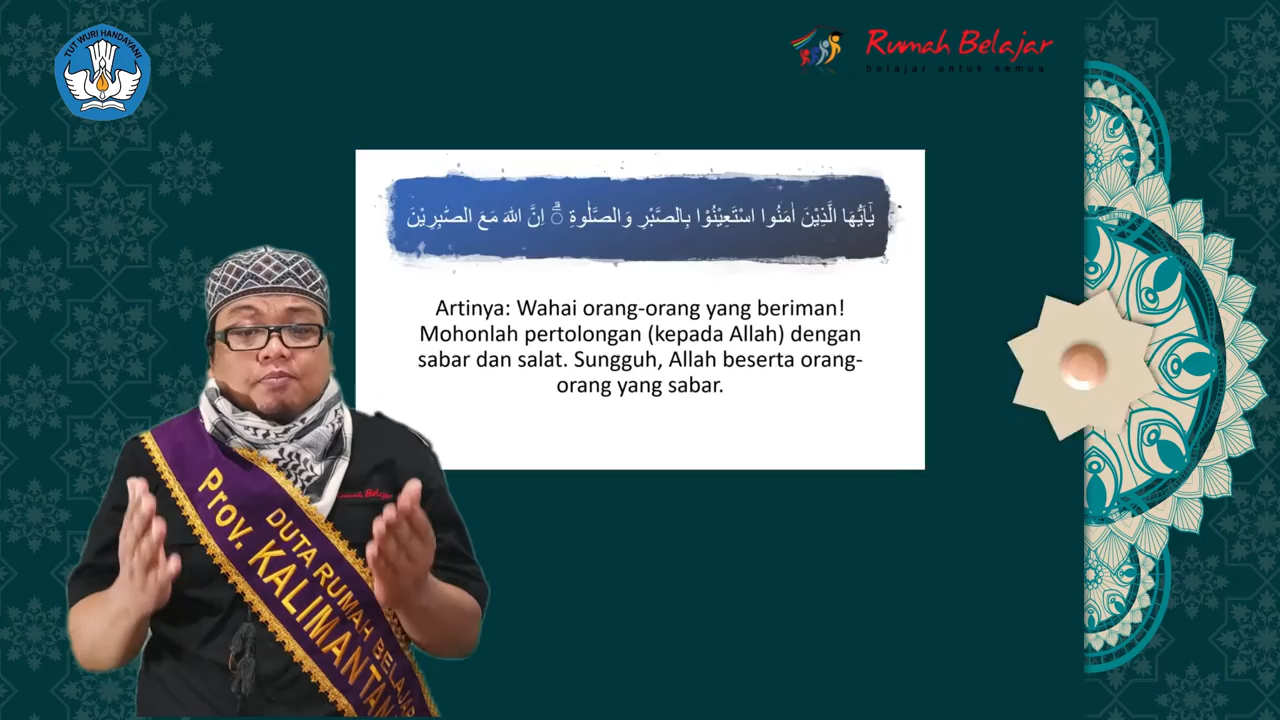 TUT WURI HANDAYANI
Rumah Belajar
belajar untuk semua
يٰٓاَيُّهَا الَّذِيْنَ اٰمَنُوا اسْتَعِيْنُوْا بِالصَّبْرِ وَالصَّلٰوةِ ۗ اِنَّ اللّٰهَ مَعَ الصّٰبِرِيْنَ
Artinya: Wahai orang-orang yang beriman!
Mohonlah pertolongan (kepada Allah) dengan
sabar dan salat. Sungguh, Allah beserta orang-
orang yang sabar.
Rumah Belajar
DUTA RUMAH BELAJAR
Prov. KALIMANTAN